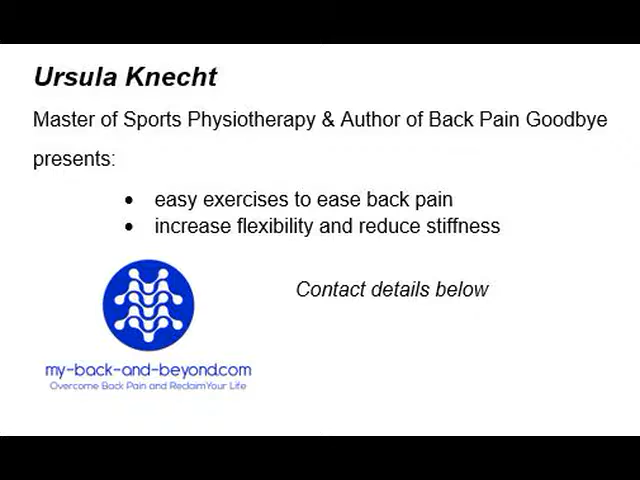 Ursula Knecht
Master of Sports Physiotherapy & Author of Back Pain Goodbye
presents:
• easy exercises to ease back pain
• increase flexibility and reduce stiffness
Contact details below
my-back-and-beyond.com
Overcome Back Pain and ReclaimYour Life